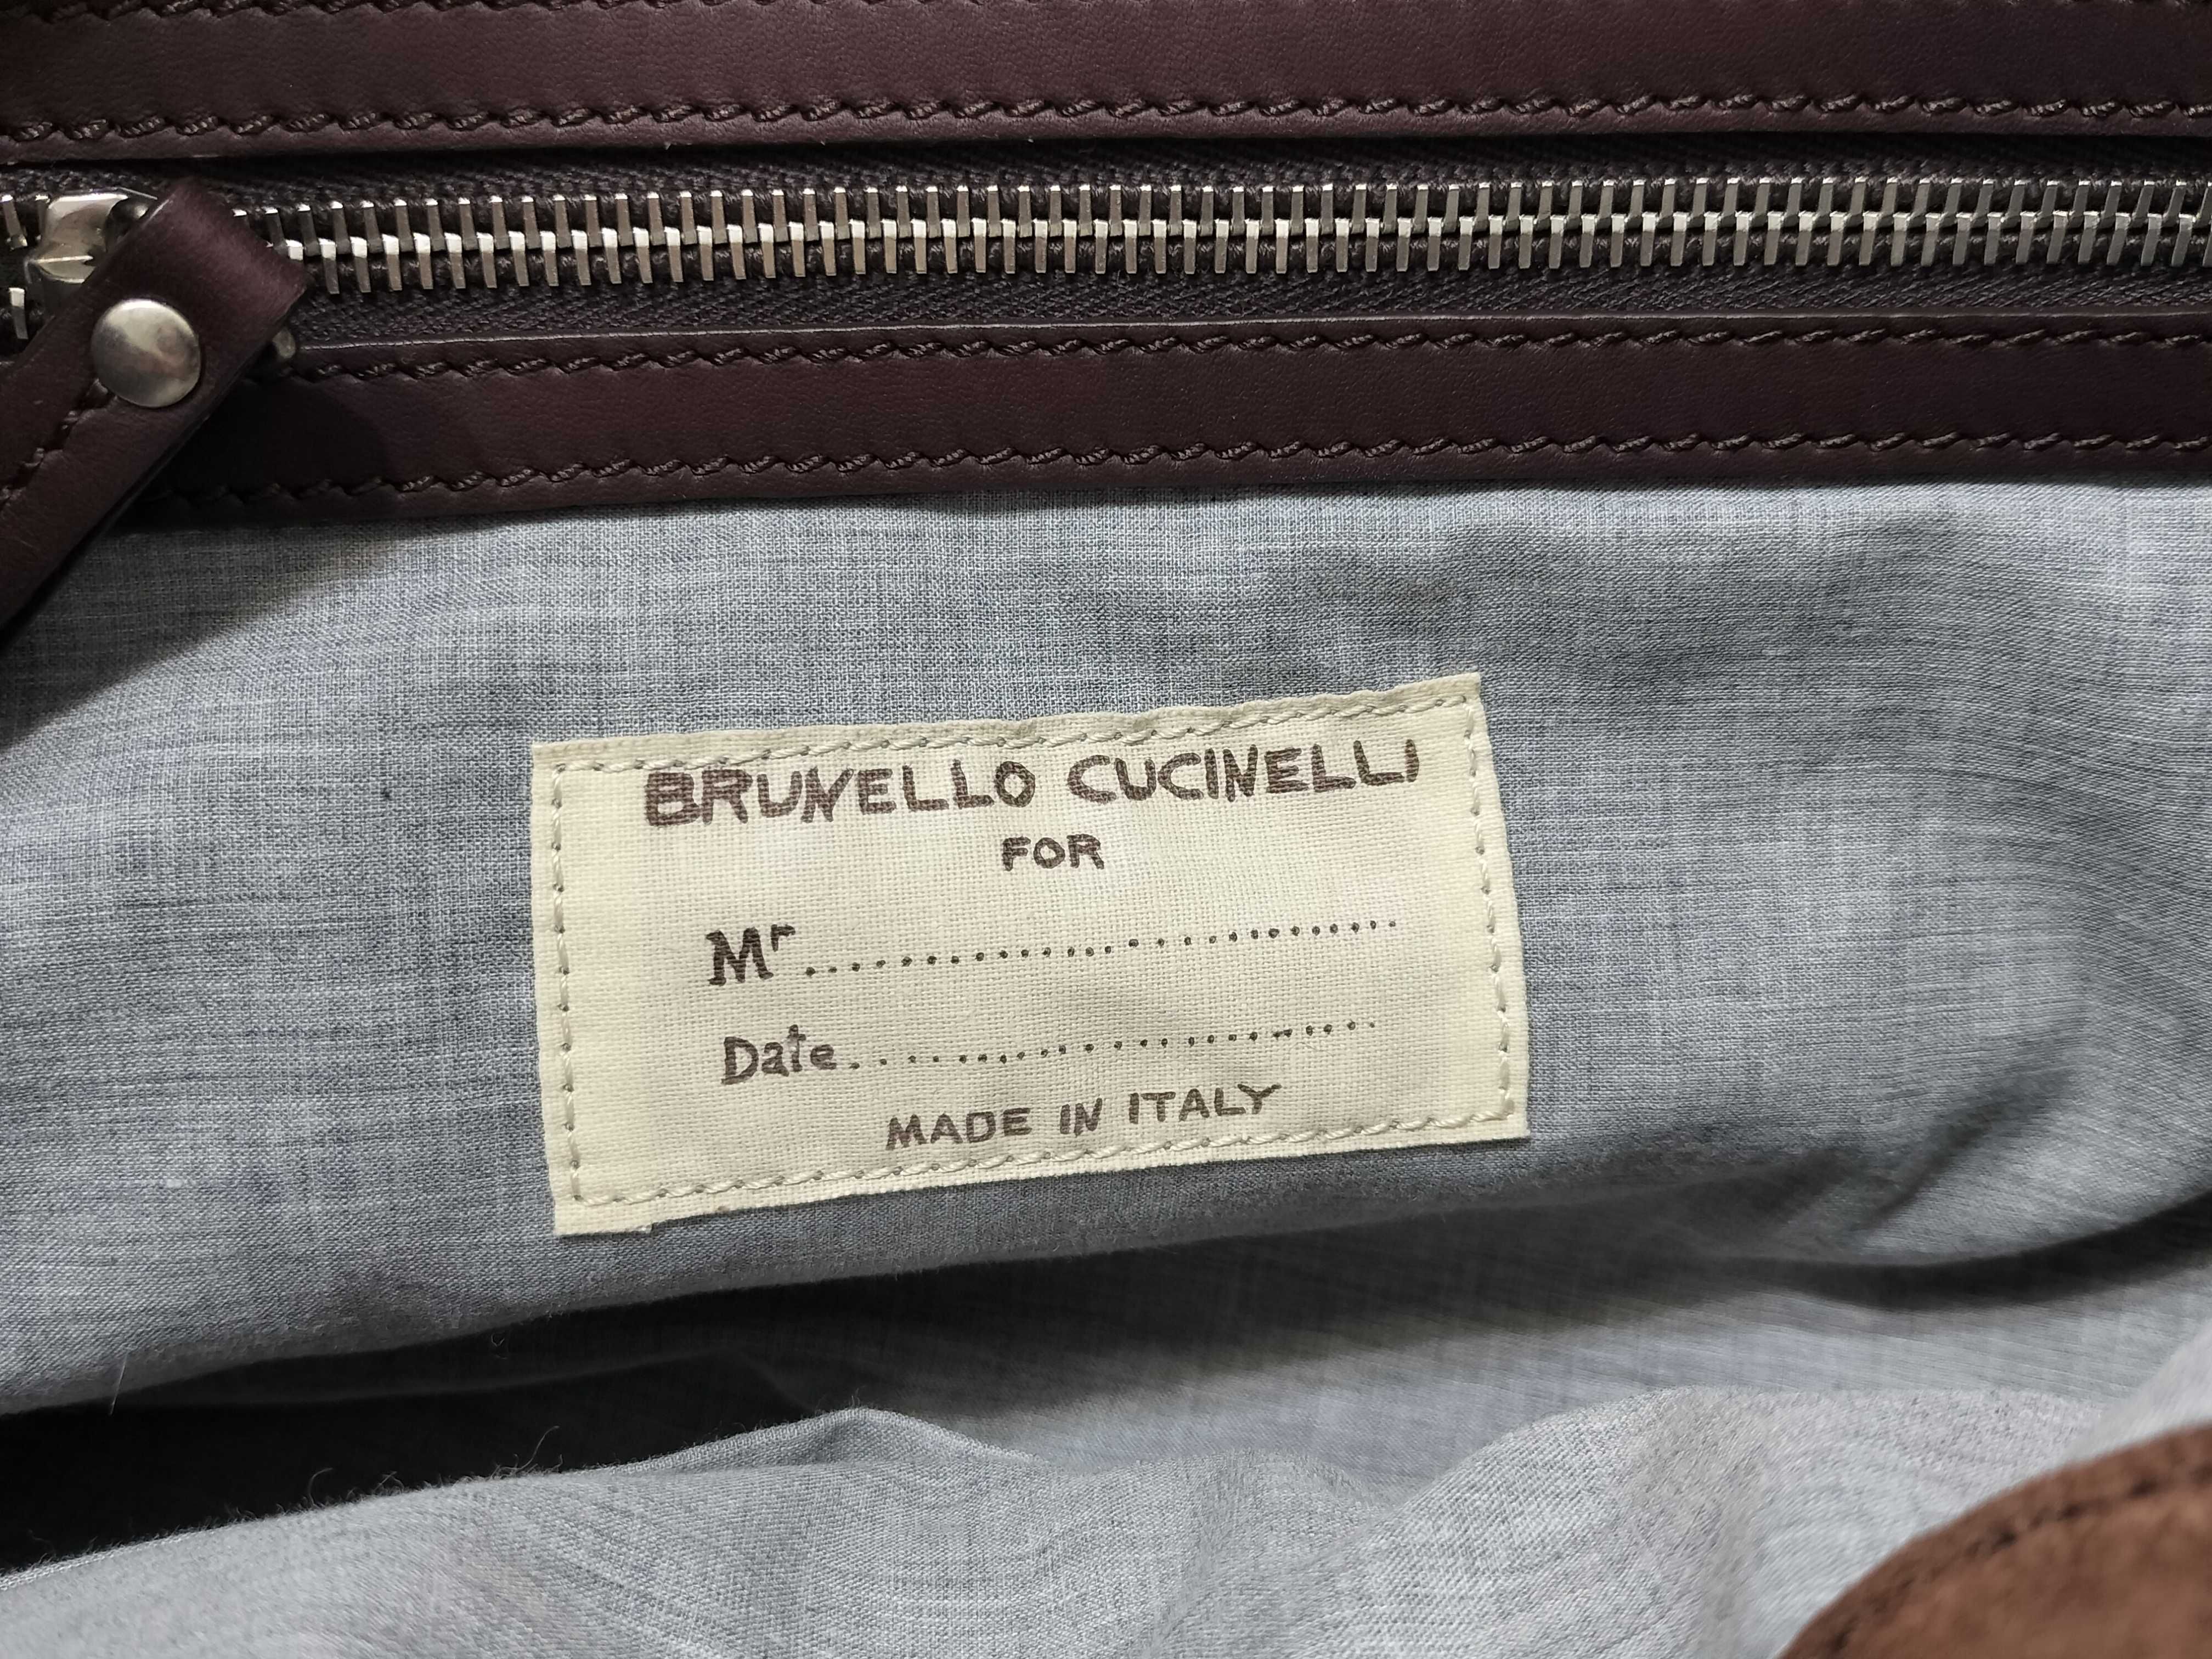 BRUNELLO CUCINELLI
FOR
Mr..............................
Date..........................
MADE IN ITALY